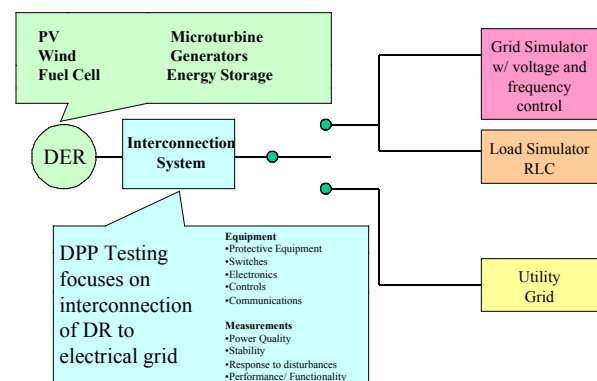 PV Microturbine
Wind Generators
Fuel Cell Energy Storage
Grid Simulator
w/ voltage and
frequency
control
DER
Interconnection
System
Load Simulator
RLC
DPP Testing
focuses on
interconnection
of DR to
electrical grid
Equipment
•Protective Equipment
•Switches
•Electronics
•Controls
•Communications
Measurements
•Power Quality
•Stability
•Response to disturbances
•Performance/ Functionality
Utility
Grid